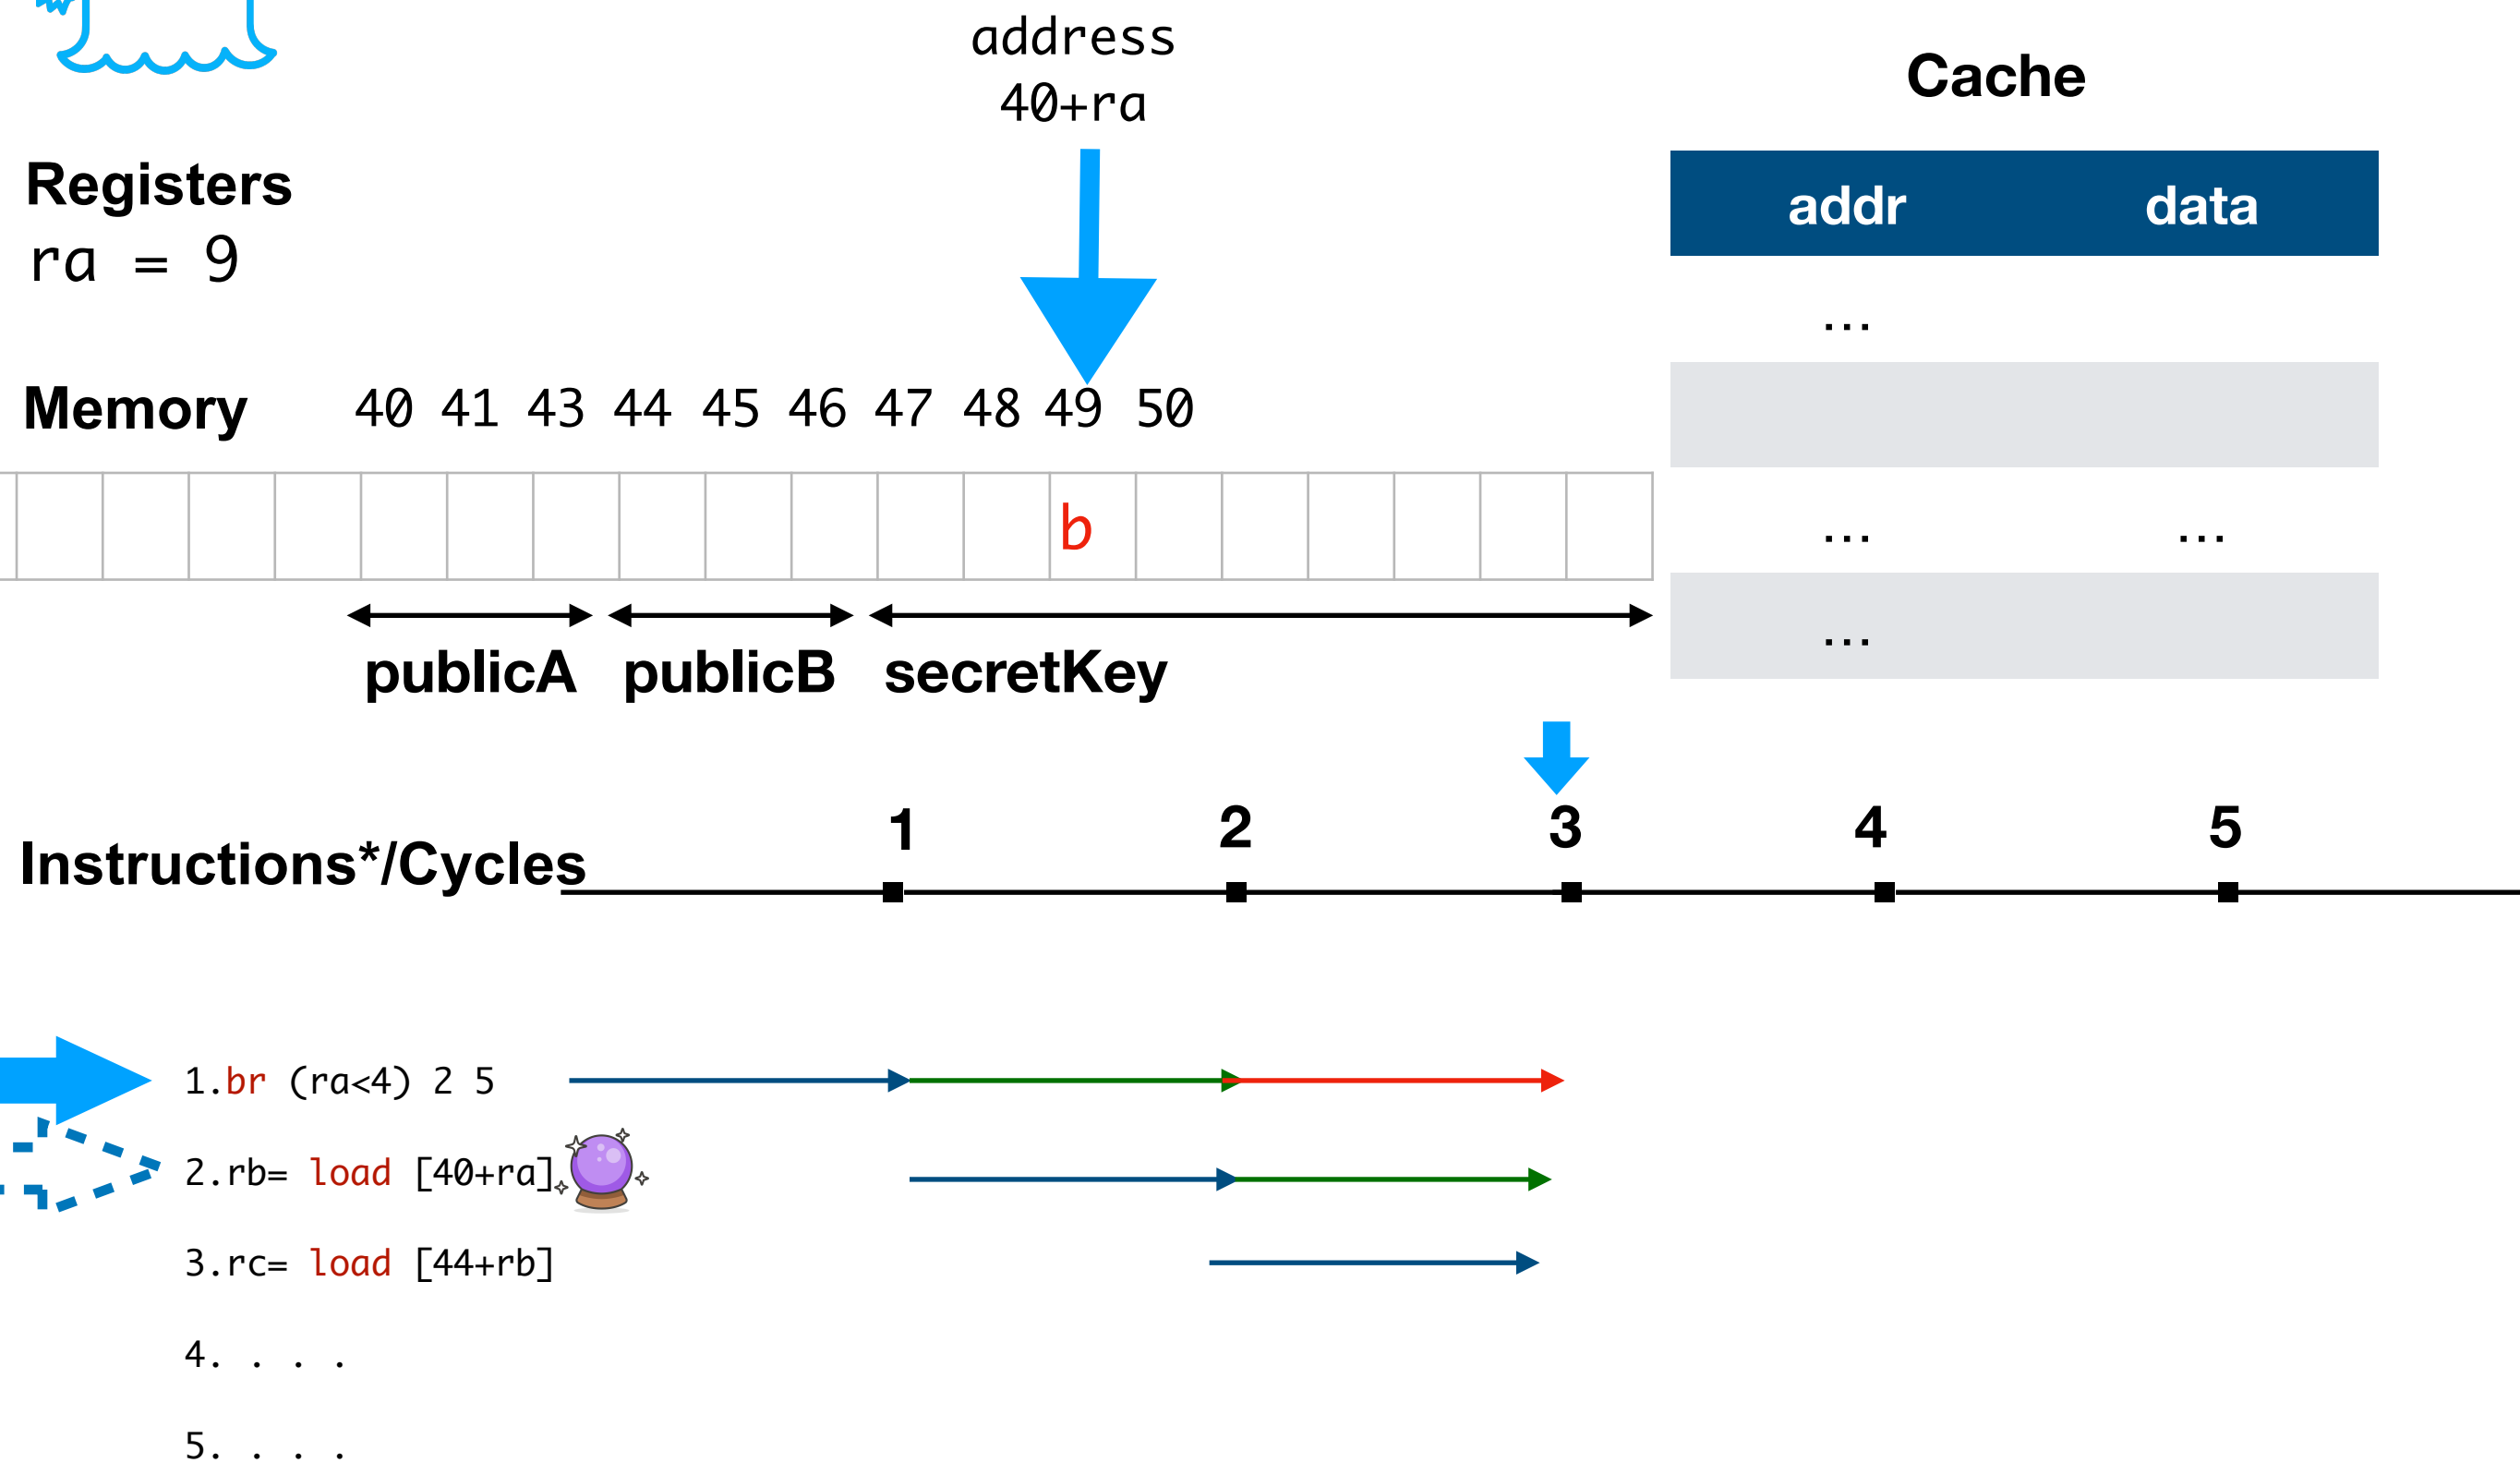 address
40+ra
Cache
Registers
ra = 9
addr data
...
Memory 40 41 43 44 45 46 47 48 49 50
b
... ...
...
publicA publicB secretKey
1 2 3 4 5
Instructions*/Cycles
1.br (ra<4) 2 5
2.rb= load [40+ra]
3.rc= load [44+rb]
4. . . .
5. . . .